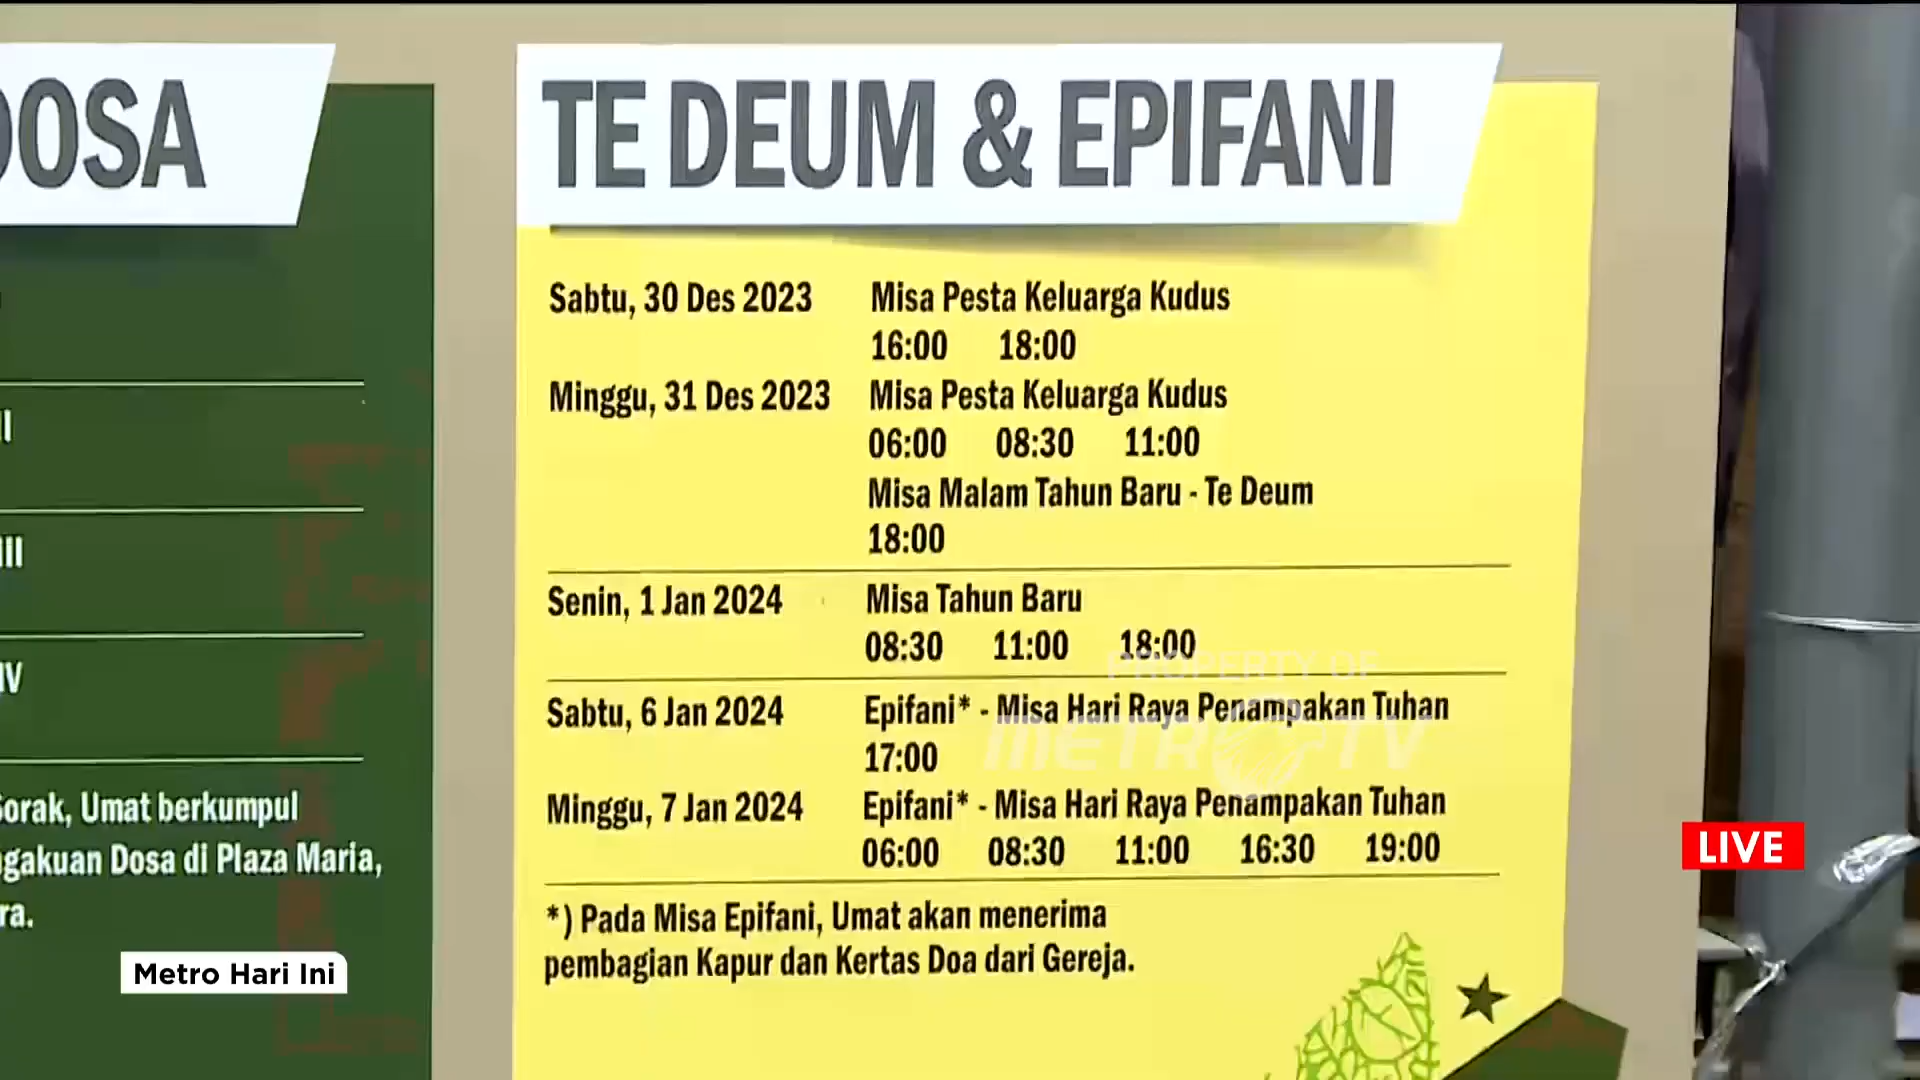 DOSA
II
III
IV
Sorak, Umat berkumpul
ngakuan Dosa di Plaza Maria,
ra.
TE DEUM & EPIFANI
Sabtu, 30 Des 2023 Misa Pesta Keluarga Kudus
16:00 18:00
Minggu, 31 Des 2023 Misa Pesta Keluarga Kudus
06:00 08:30 11:00
Misa Malam Tahun Baru - Te Deum
18:00
Senin, 1 Jan 2024 Misa Tahun Baru
08:30 11:00 18:00
Sabtu, 6 Jan 2024 Epifani* - Misa Hari Raya Penampakan Tuhan
17:00
Minggu, 7 Jan 2024 Epifani* - Misa Hari Raya Penampakan Tuhan
06:00 08:30 11:00 16:30 19:00
*) Pada Misa Epifani, Umat akan menerima
pembagian Kapur dan Kertas Doa dari Gereja.
PROPERTY OF
METRO TV
LIVE
Metro Hari Ini